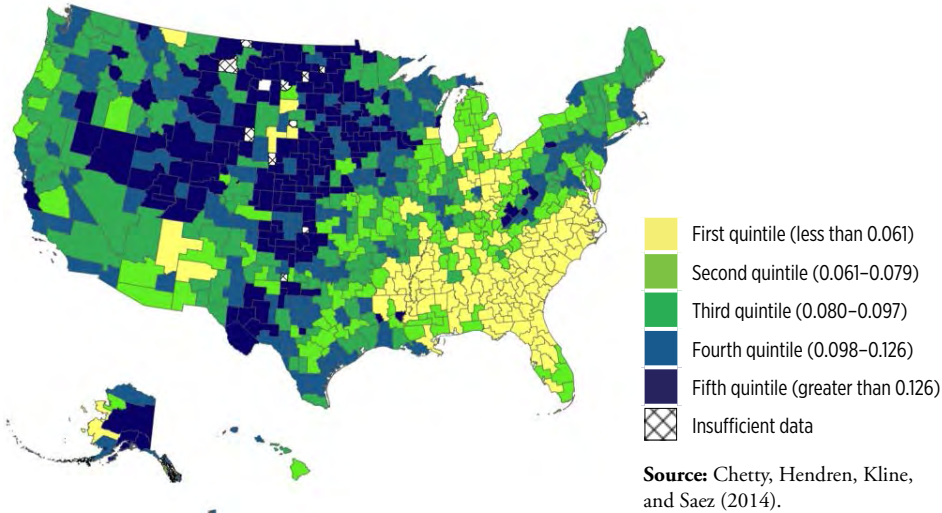 First quintile (less than 0.061)
Second quintile (0.061–0.079)
Third quintile (0.080–0.097)
Fourth quintile (0.098–0.126)
Fifth quintile (greater than 0.126)
Insufficient data
Source: Chetty, Hendren, Kline,
and Saez (2014).